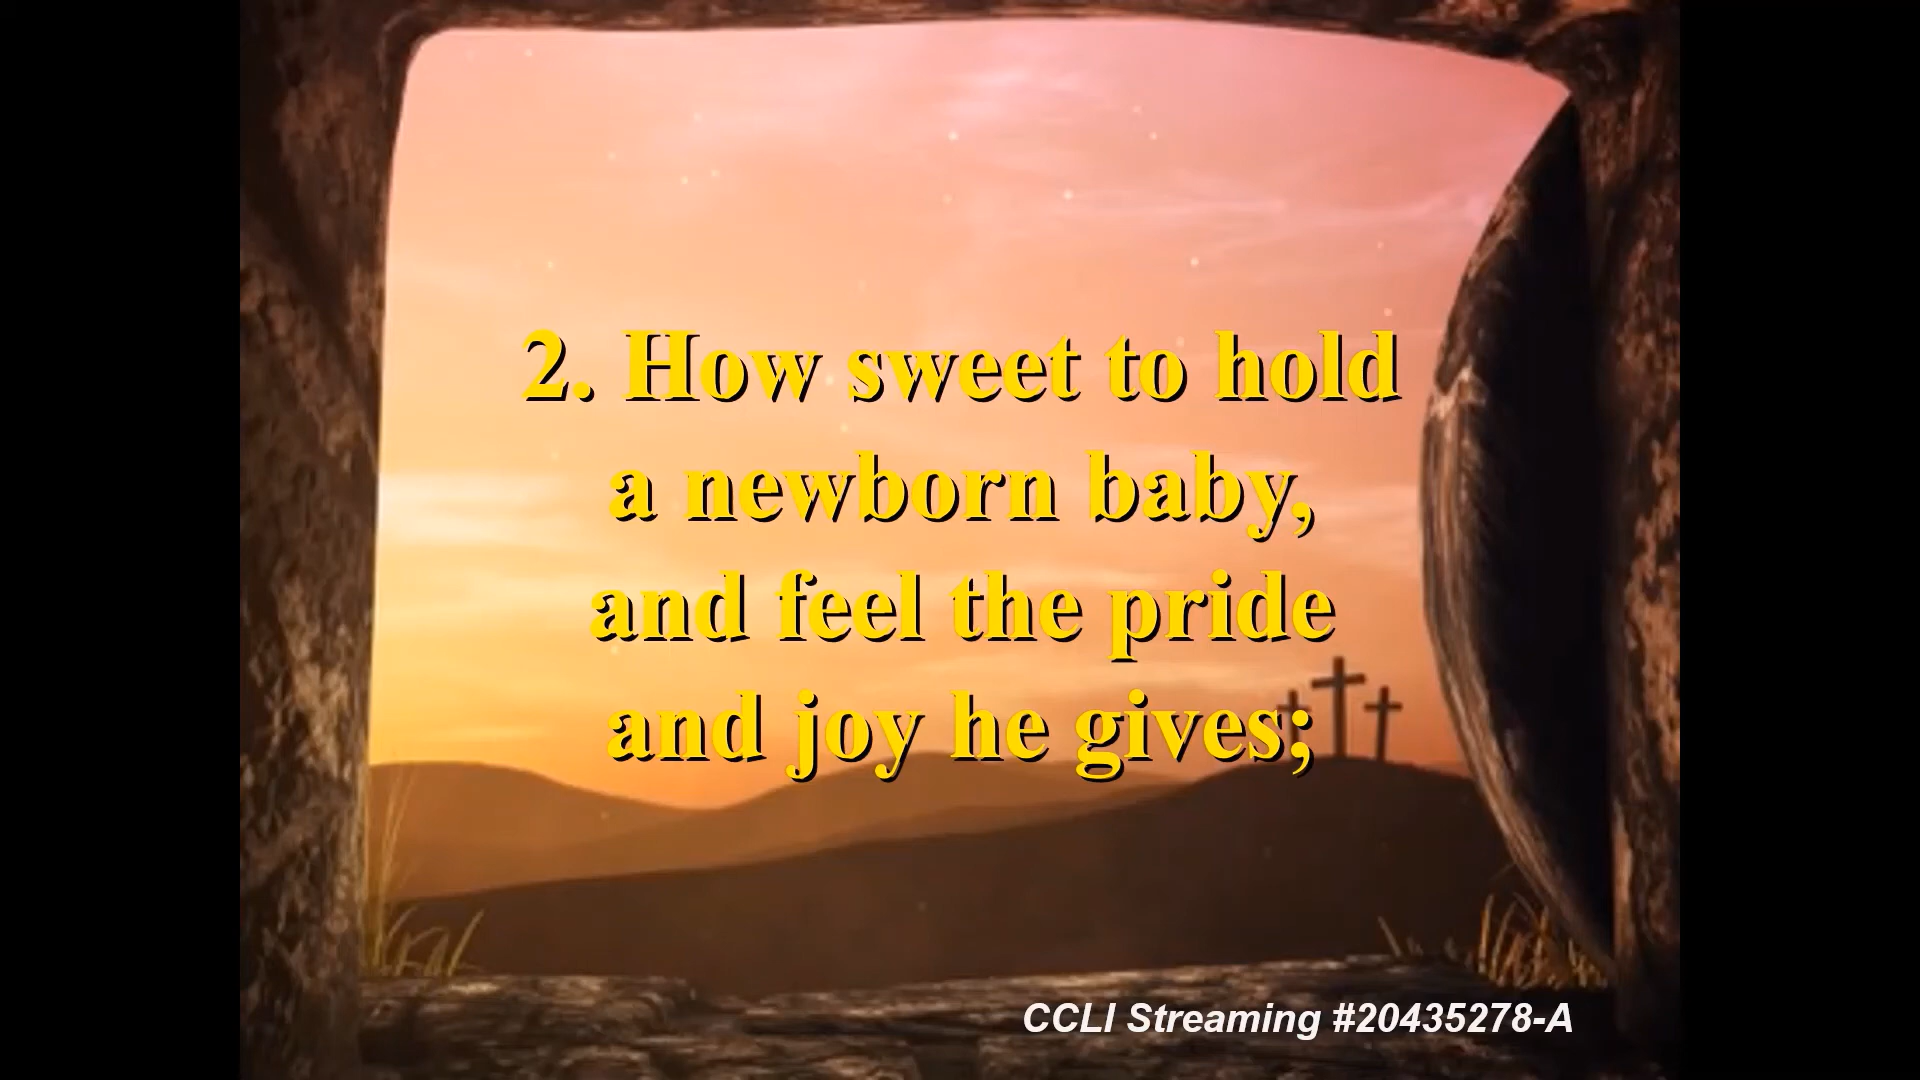 2. How sweet to hold
a newborn baby,
and feel the pride
and joy he gives;
CCLI Streaming #20435278-A